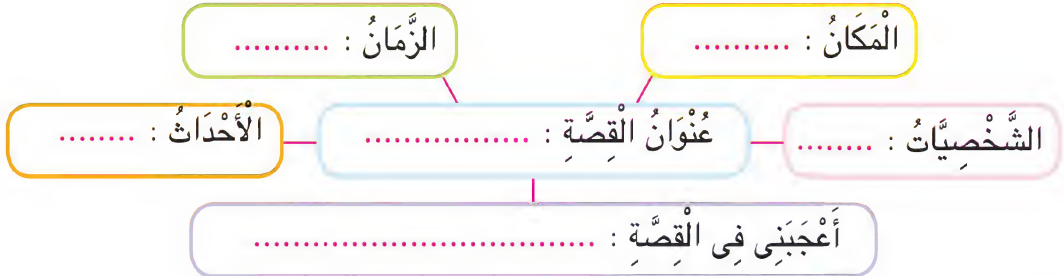 الْمَكَانُ : ..........
الزَّمَانُ : ..........
الشَّخْصِيَّاتُ : ........
عُنْوَانُ الْقِصَّةِ : .................
الْأَحْدَاثُ : ........
أَعْجَبَنِى فِى الْقِصَّةِ : ...................................